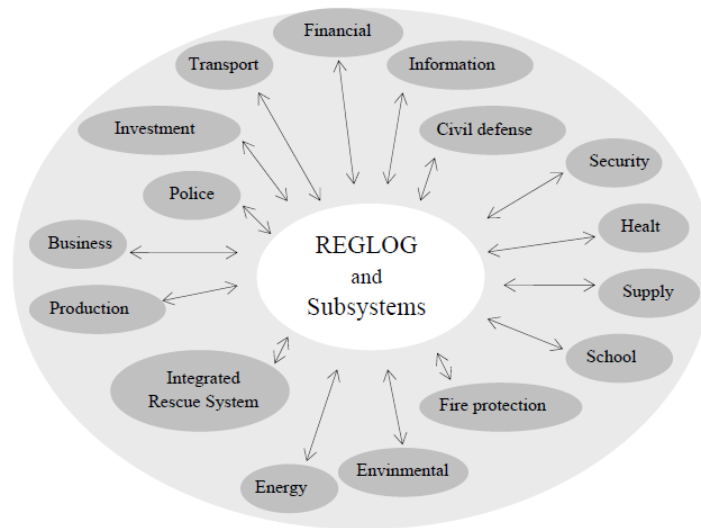 Financial
Transport
Information
Investment
Civil defense
Security
Police
Healt
Business
REGLOG
and
Subsystems
Supply
Production
School
Integrated
Rescue System
Fire protection
Envinmental
Energy